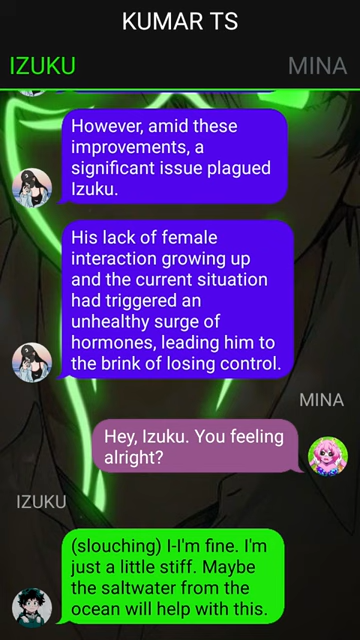 KUMAR TS
IZUKU
MINA
However, amid these
improvements, a
significant issue plagued
Izuku.
His lack of female
interaction growing up
and the current situation
had triggered an
unhealthy surge of
hormones, leading him to
the brink of losing control.
MINA
Hey, Izuku. You feeling
alright?
IZUKU
(slouching) I-I'm fine. I'm
just a little stiff. Maybe
the saltwater from the
ocean will help with this.